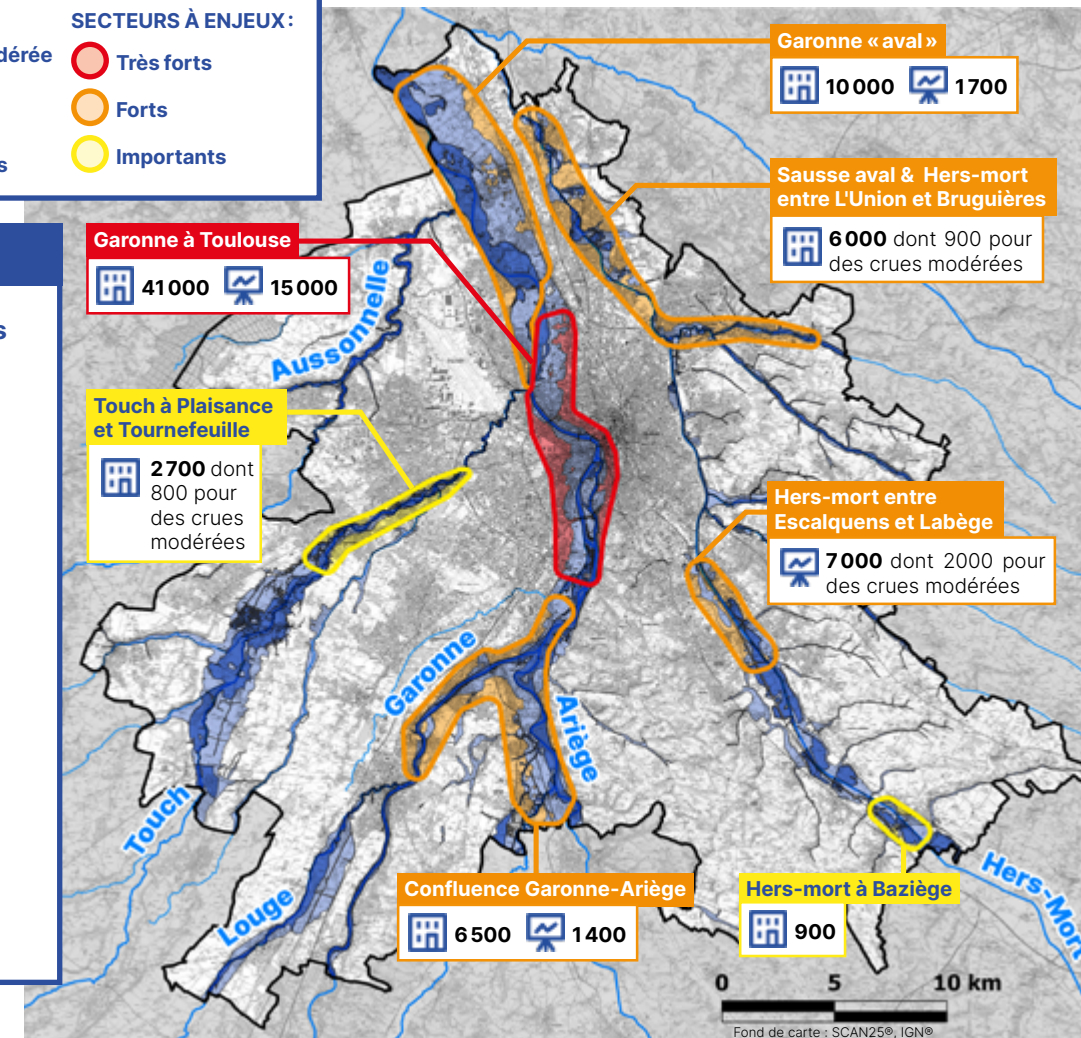 SECTEURS À ENJEUX :
dérée
Très forts
Forts
s
Importants
s
Garonne « aval »
10 000 1700
Sausse aval & Hers-mort
entre L'Union et Bruguières
6 000 dont 900 pour
des crues modérées
Garonne à Toulouse
41 000 15 000
Aussonnelle
Touch à Plaisance
et Tournefeuille
2 700 dont
800 pour
des crues
modérées
Hers-mort entre
Escalquens et Labège
7 000 dont 2000 pour
des crues modérées
Garonne
Ariège
Touch
Louge
Confluence Garonne-Ariège
6 500 1 400
Hers-mort à Baziège
900
Hers-Mort
0 5 10 km
Fond de carte : SCAN25®, IGN®